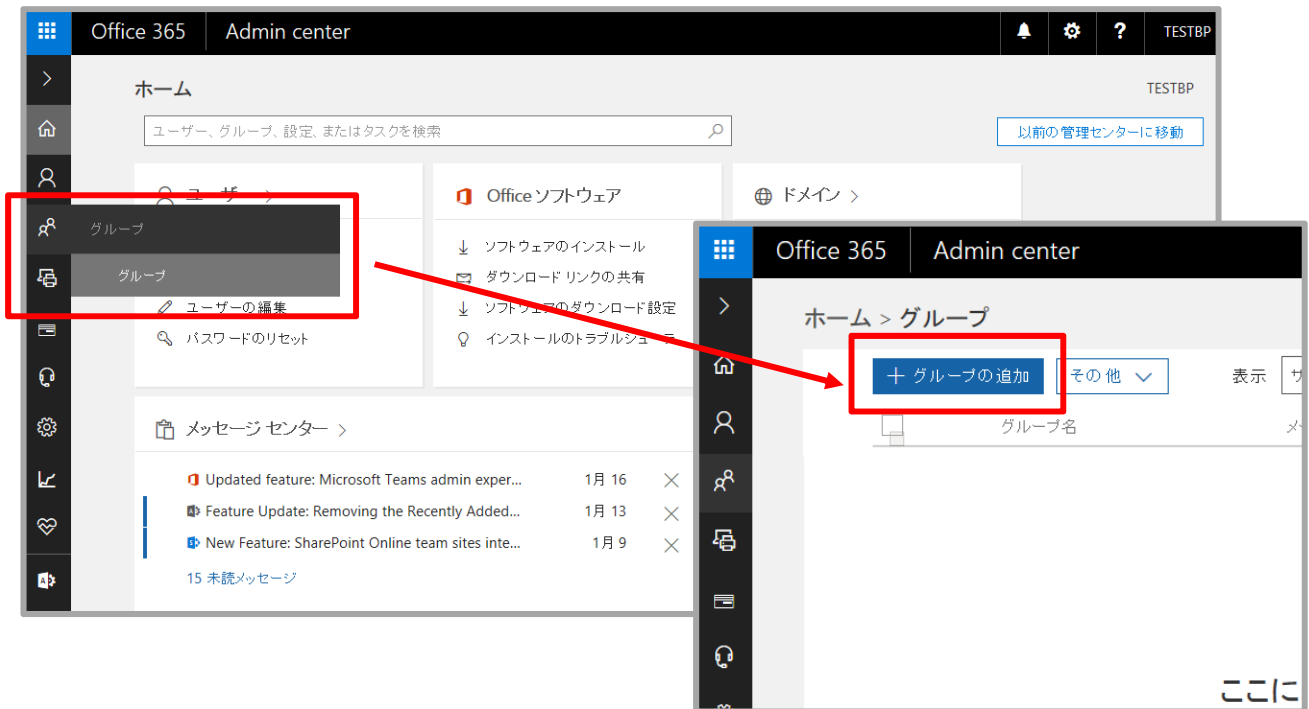 Office 365 Admin center TESTBP
ホーム TESTBP
ユーザー、グループ、設定、またはタスクを検索
以前の管理センターに移動
ユーザー >
グループ
グループ
ユーザーの編集
パスワードのリセット
Office ソフトウェア
ソフトウェアのインストール
ダウンロード リンクの共有
ソフトウェアのダウンロード設定
インストールのトラブルシュー
ドメイン >
メッセージ センター >
Updated feature: Microsoft Teams admin exper... 1月 16
Feature Update: Removing the Recently Added... 1月 13
New Feature: SharePoint Online team sites inte... 1月 9
15 未読メッセージ
Office 365 Admin center
ホーム > グループ
+ グループの追加 その他 表示 サ
グループ名 メ
ここに